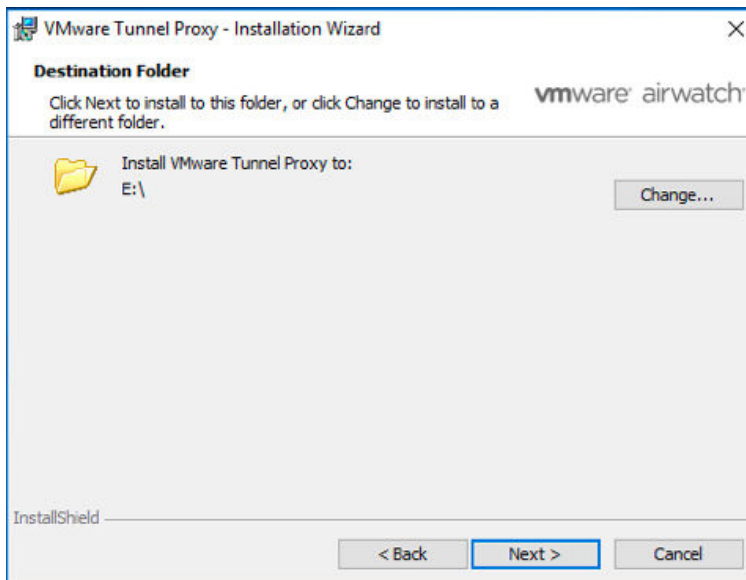 VMware Tunnel Proxy - Installation Wizard
Destination Folder
Click Next to install to this folder, or click Change to install to a
different folder.
vmware airwatch
Install VMware Tunnel Proxy to:
E:\
Change...
InstallShield
< Back
Next >
Cancel